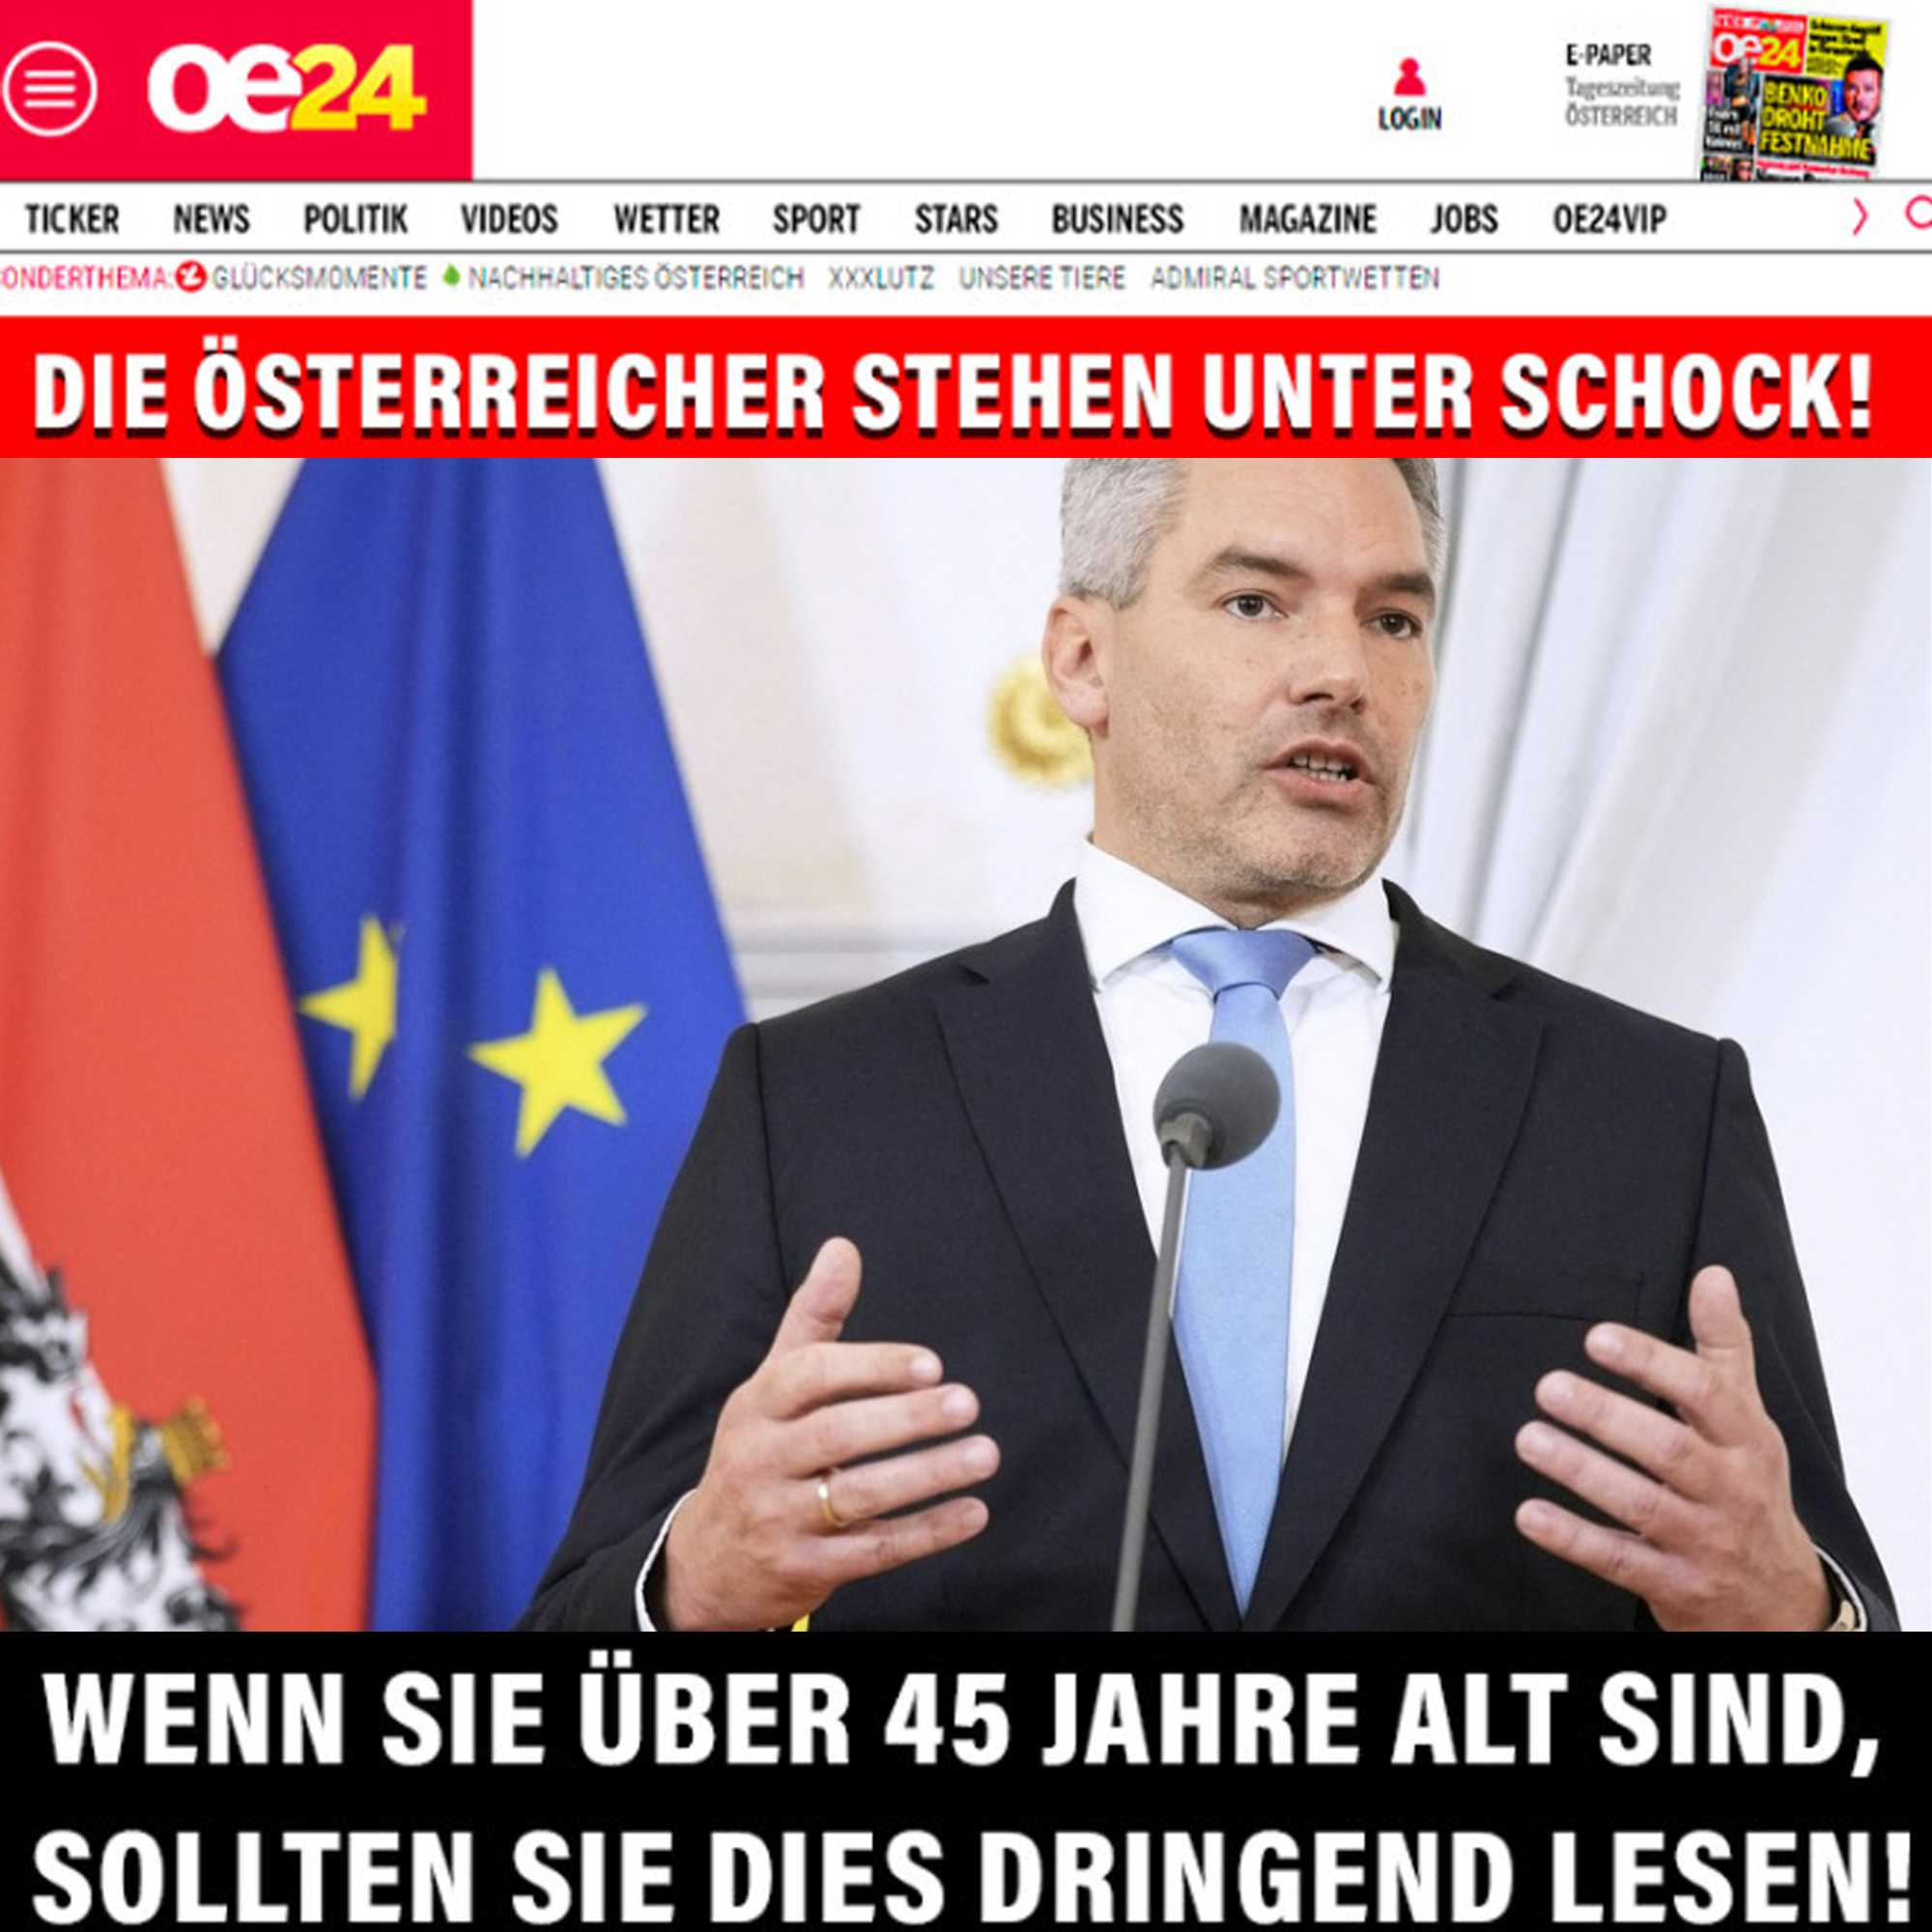 oe24
LOGIN
E-PAPER
Tageszeitung
ÖSTERREICH
oe24
BENKO
DROHT
FESTNAHME
TICKER NEWS POLITIK VIDEOS WETTER SPORT STARS BUSINESS MAGAZINE JOBS OE24VIP
ONDERTHEMA: GLÜCKSMOMENTE NACHHALTIGES ÖSTERREICH XXXLUTZ UNSERE TIERE ADMIRAL SPORTWETTEN
DIE ÖSTERREICHER STEHEN UNTER SCHOCK!
WENN SIE ÜBER 45 JAHRE ALT SIND,
SOLLTEN SIE DIES DRINGEND LESEN!